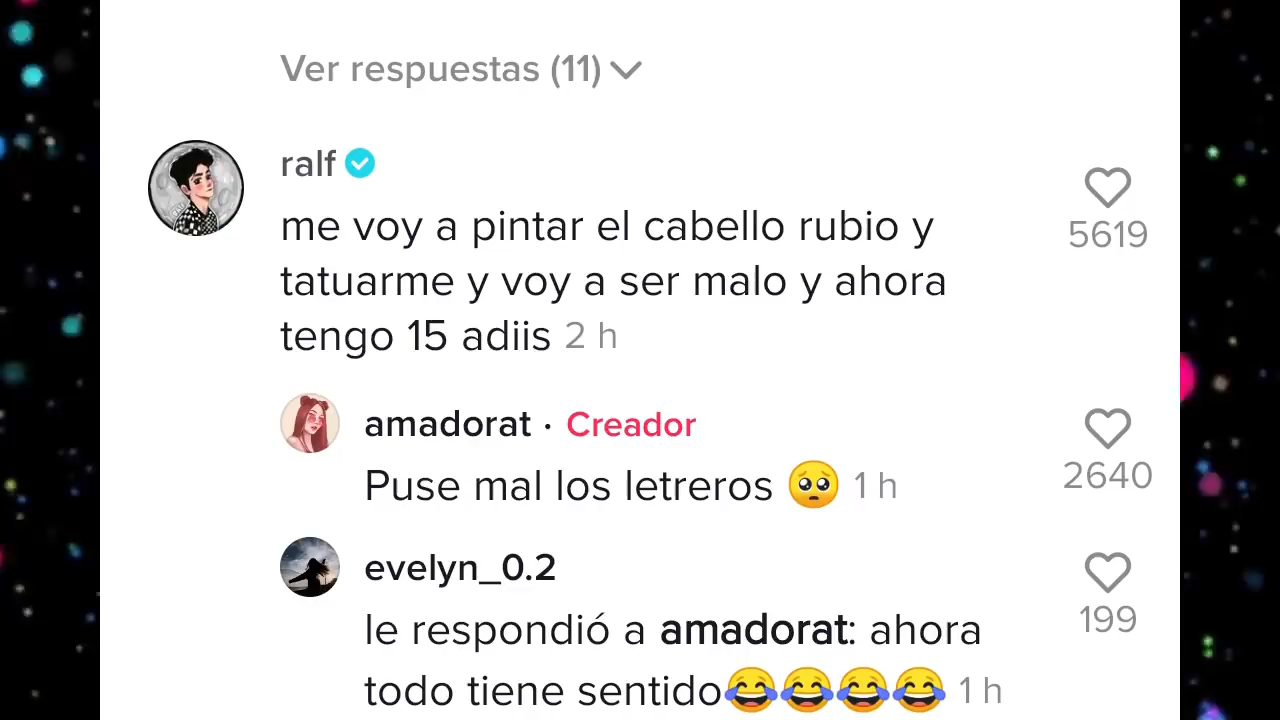 Ver respuestas (11)
ralf
me voy a pintar el cabello rubio y
tatuarme y voy a ser malo y ahora
tengo 15 adiis 2 h
5619
amadorat · Creador
Puse mal los letreros 🥺 1 h
2640
evelyn_0.2
le respondió a amadorat: ahora
todo tiene sentido😂😂😂😂 1 h
199